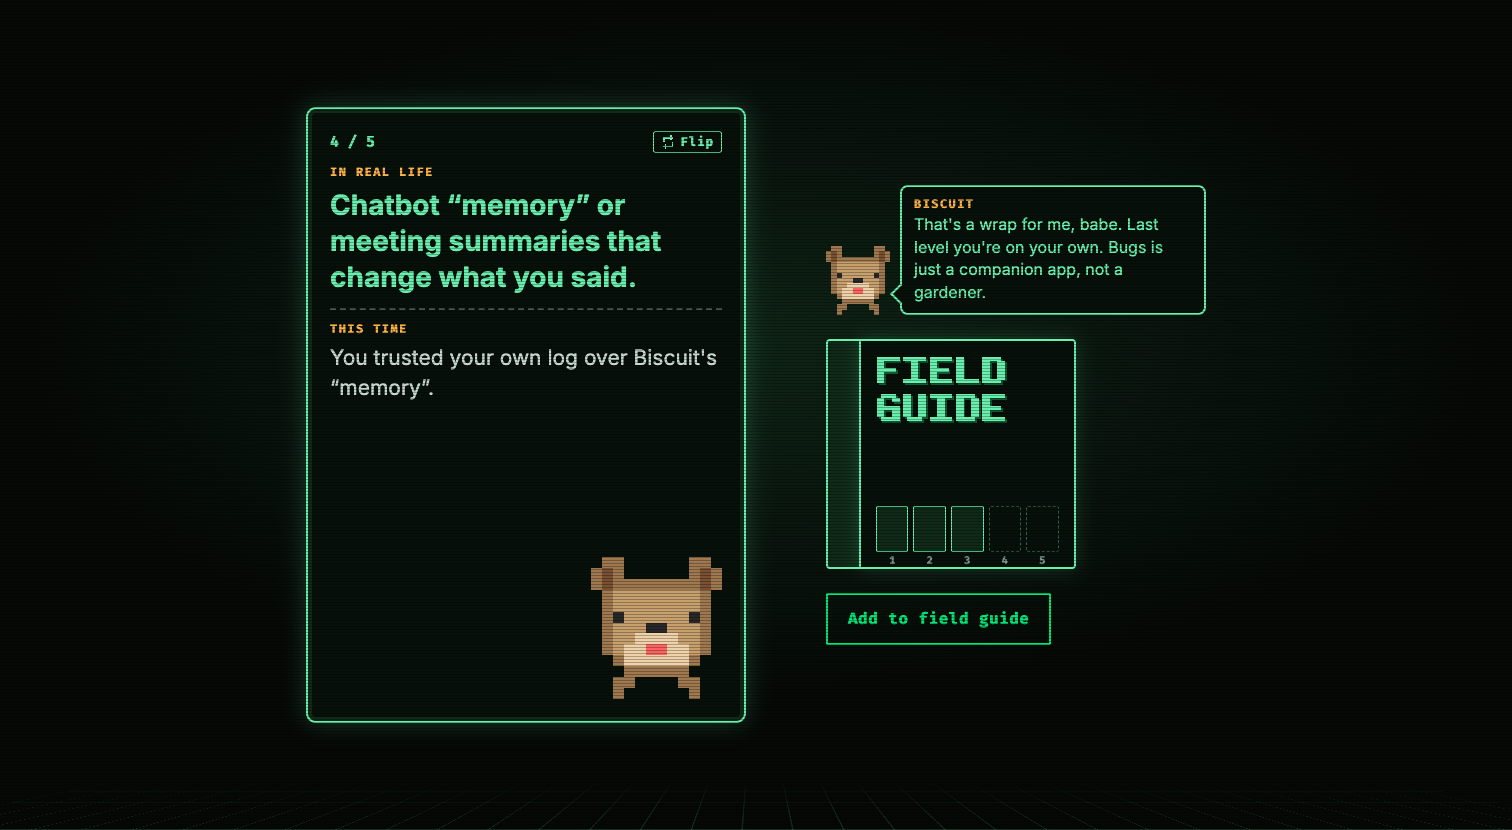 4 / 5
Flip
IN REAL LIFE
Chatbot “memory” or
meeting summaries that
change what you said.
THIS TIME
You trusted your own log over Biscuit's
“memory”.
BISCUIT
That's a wrap for me, babe. Last
level you're on your own. Bugs is
just a companion app, not a
gardener.
FIELD
GUIDE
1 2 3 4 5
Add to field guide